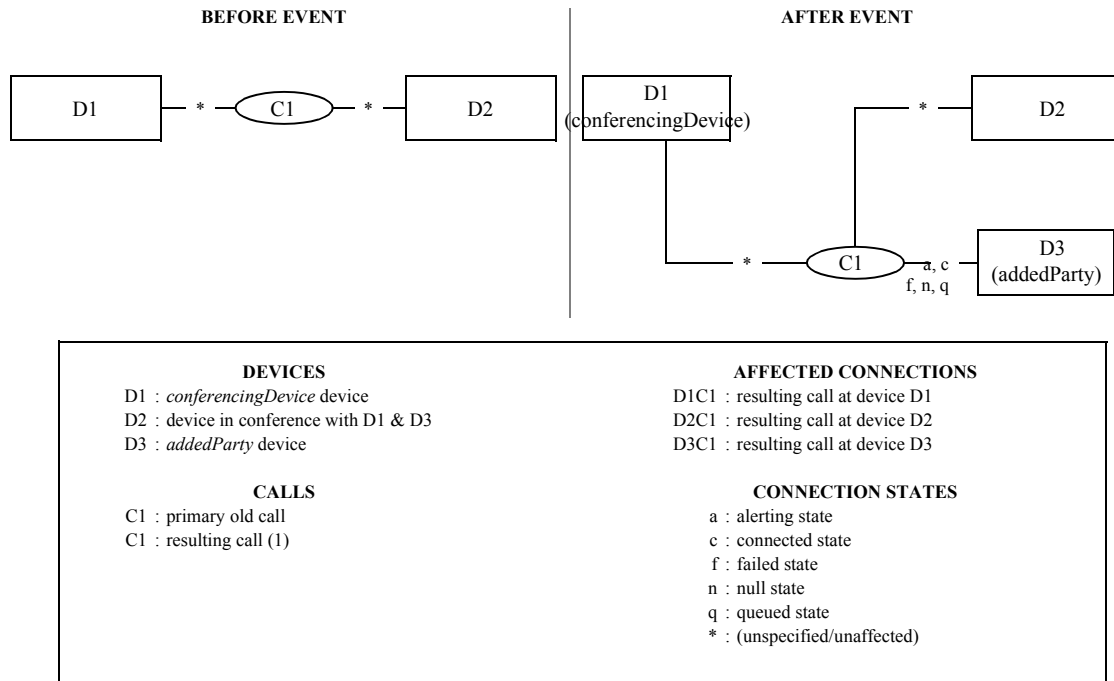 BEFORE EVENT
AFTER EVENT
D1
*
C1
*
D2
D1
(conferencingDevice)
*
D2
*
C1
a, c
f, n, q
D3
(addedParty)
DEVICES
D1 : conferencingDevice device
D2 : device in conference with D1 & D3
D3 : addedParty device
CALLS
C1 : primary old call
C1 : resulting call (1)
AFFECTED CONNECTIONS
D1C1 : resulting call at device D1
D2C1 : resulting call at device D2
D3C1 : resulting call at device D3
CONNECTION STATES
a : alerting state
c : connected state
f : failed state
n : null state
q : queued state
* : (unspecified/unaffected)